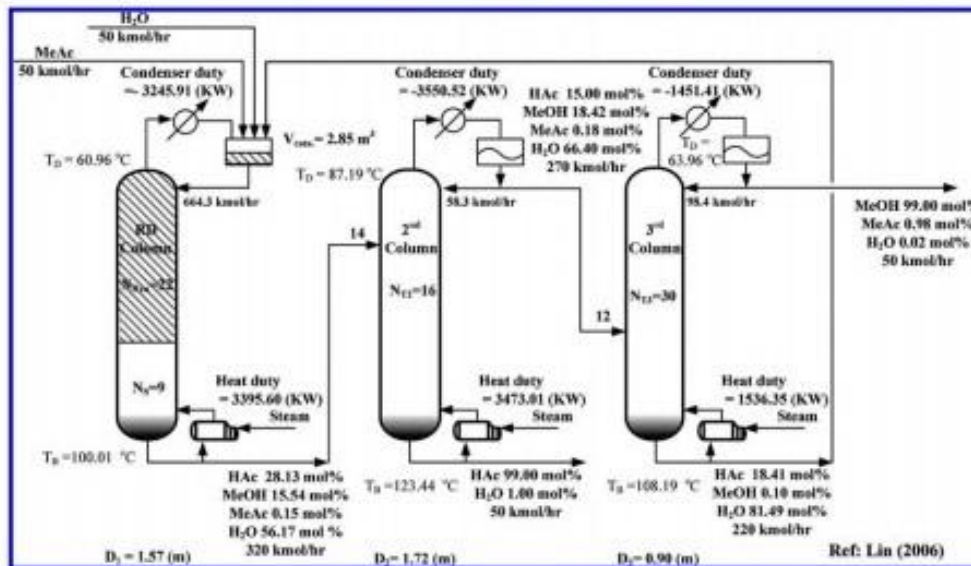 H₂O
50 kmol/hr
MeAc
50 kmol/hr
Condenser duty
=- 3245.91 (KW)
T_D = 60.96 °C
664.3 kmol/hr
RD
Column
N_S=9
Heat duty
= 3395.60 (KW)
Steam
T_B =100.01 °C
HAc 28.13 mol%
MeOH 15.54 mol%
MeAc 0.15 mol%
H₂O 56.17 mol %
320 kmol/hr
D₁ = 1.57 (m)
14
Condenser duty
= -3550.52 (KW)
T_D = 87.19 °C
58.3 kmol/hr
2nd
Column
N_T2=16
Heat duty
= 3473.01 (KW)
Steam
T_B =123.44 °C
HAc 99.00 mol%
H₂O 1.00 mol%
50 kmol/hr
D₂= 1.72 (m)
HAc 15.00 mol%
MeOH 18.42 mol%
MeAc 0.18 mol%
H₂O 66.40 mol%
270 kmol/hr
12
Condenser duty
= -1451.41 (KW)
T_D =
63.96 °C
98.4 kmol/hr
3rd
Column
N_T3=30
Heat duty
= 1536.35 (KW)
Steam
T_B =108.19 °C
HAc 18.41 mol%
MeOH 0.10 mol%
H₂O 81.49 mol%
220 kmol/hr
D₃= 0.90 (m)
MeOH 99.00 mol%
MeAc 0.98 mol%
H₂O 0.02 mol%
50 kmol/hr
Ref: Lin (2006)